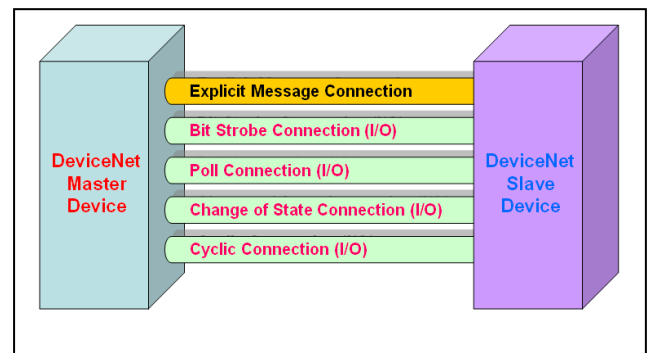 DeviceNet
Master
Device
Explicit Message Connection
Bit Strobe Connection (I/O)
Poll Connection (I/O)
Change of State Connection (I/O)
Cyclic Connection (I/O)
DeviceNet
Slave
Device